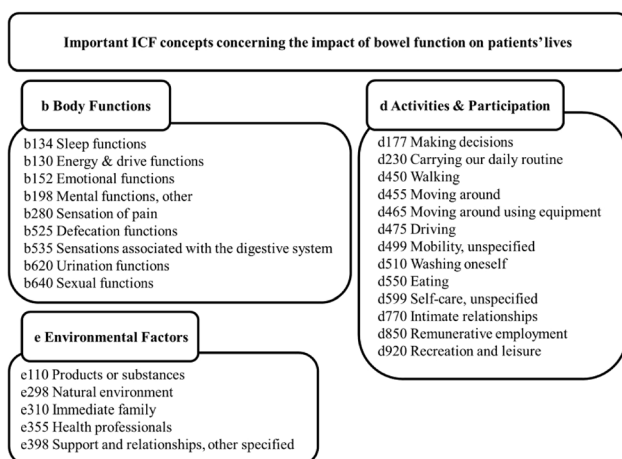 Important ICF concepts concerning the impact of bowel function on patients' lives
b Body Functions
b134 Sleep functions
b130 Energy & drive functions
b152 Emotional functions
b198 Mental functions, other
b280 Sensation of pain
b525 Defecation functions
b535 Sensations associated with the digestive system
b620 Urination functions
b640 Sexual functions
e Environmental Factors
e110 Products or substances
e298 Natural environment
e310 Immediate family
e355 Health professionals
e398 Support and relationships, other specified
d Activities & Participation
d177 Making decisions
d230 Carrying our daily routine
d450 Walking
d455 Moving around
d465 Moving around using equipment
d475 Driving
d499 Mobility, unspecified
d510 Washing oneself
d550 Eating
d599 Self-care, unspecified
d770 Intimate relationships
d850 Remunerative employment
d920 Recreation and leisure